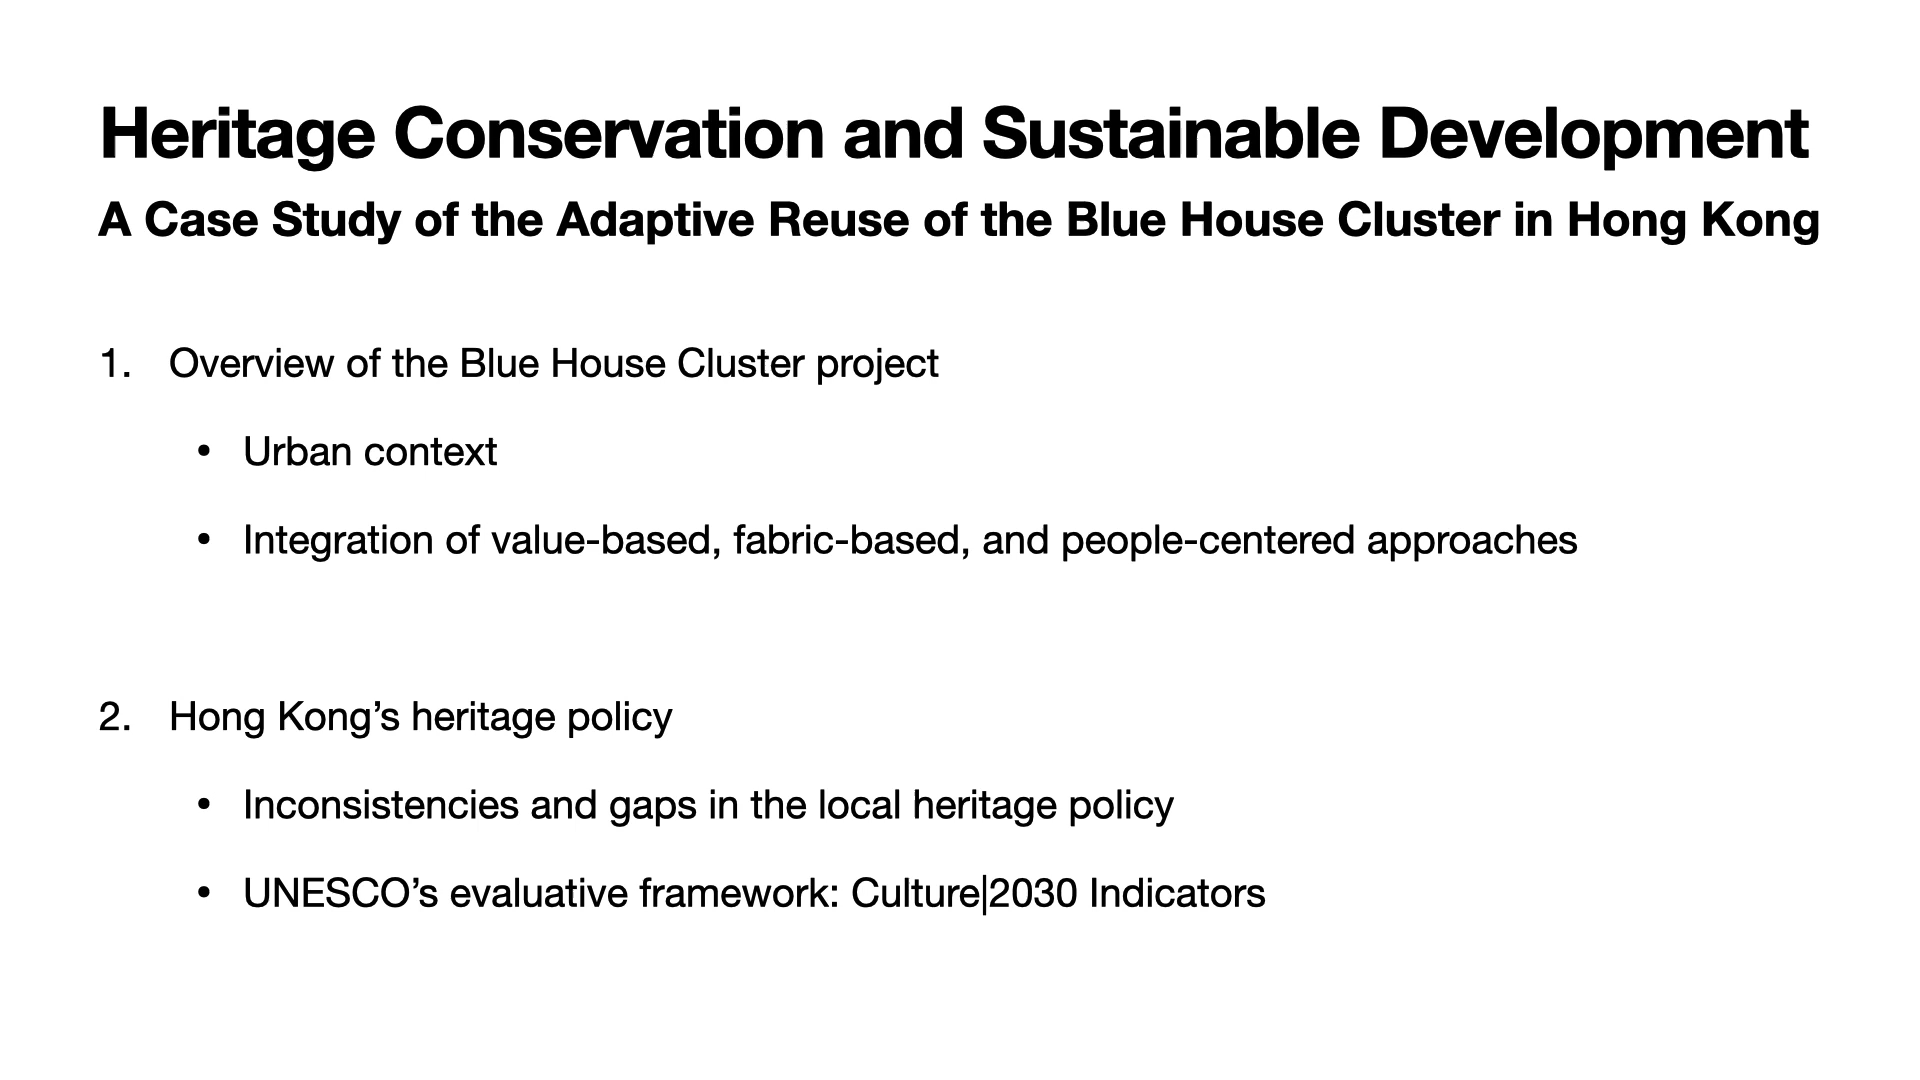 Heritage Conservation and Sustainable Development
A Case Study of the Adaptive Reuse of the Blue House Cluster in Hong Kong
1. Overview of the Blue House Cluster project
• Urban context
• Integration of value-based, fabric-based, and people-centered approaches
2. Hong Kong’s heritage policy
• Inconsistencies and gaps in the local heritage policy
• UNESCO’s evaluative framework: Culture|2030 Indicators